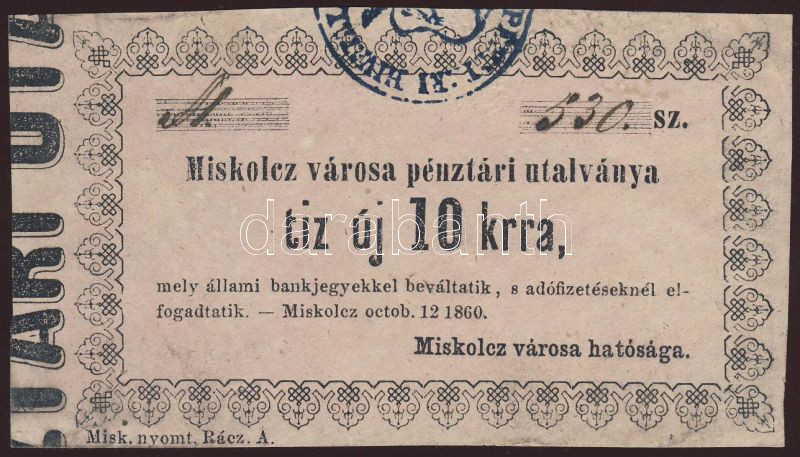 A. 530. sz.
Miskolcz városa pénztári utalványa
tiz új 10 krra,
mely állami bankjegyekkel beváltatik, s adófizetéseknél el-
fogadtatik. — Miskolcz octob. 12 1860.
Miskolcz városa hatósága.
Misk. nyomt. Rácz. A.
darabanth